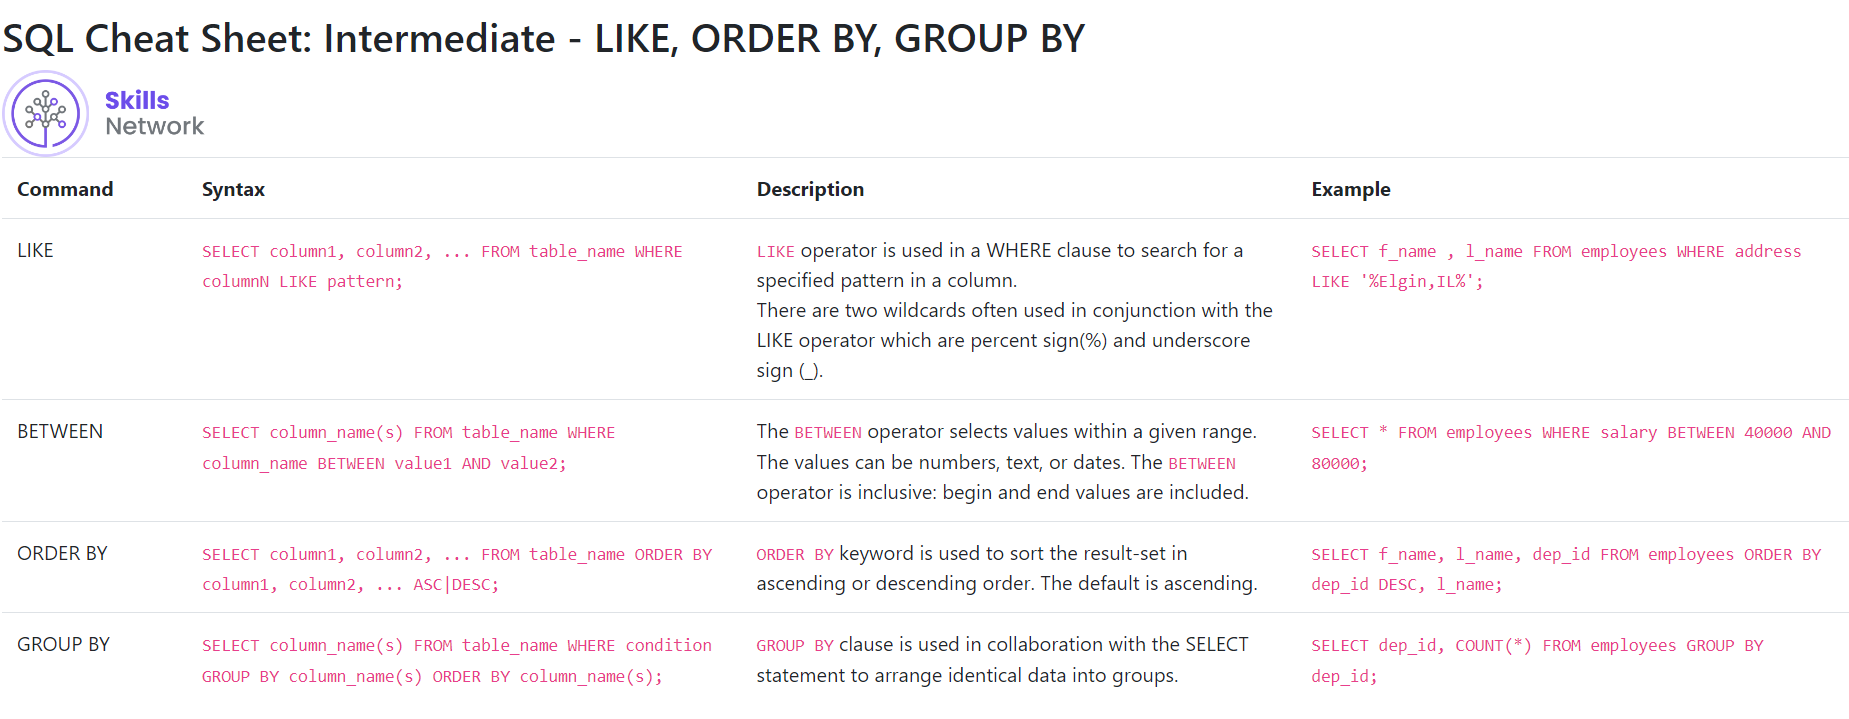 SQL Cheat Sheet: Intermediate - LIKE, ORDER BY, GROUP BY
Skills
Network
Command Syntax Description Example
LIKE
SELECT column1, column2, ... FROM table_name WHERE
columnN LIKE pattern;
LIKE operator is used in a WHERE clause to search for a
specified pattern in a column.
There are two wildcards often used in conjunction with the
LIKE operator which are percent sign(%) and underscore
sign (_).
SELECT f_name , l_name FROM employees WHERE address
LIKE '%Elgin,IL%';
BETWEEN
SELECT column_name(s) FROM table_name WHERE
column_name BETWEEN value1 AND value2;
The BETWEEN operator selects values within a given range.
The values can be numbers, text, or dates. The BETWEEN
operator is inclusive: begin and end values are included.
SELECT * FROM employees WHERE salary BETWEEN 40000 AND
80000;
ORDER BY
SELECT column1, column2, ... FROM table_name ORDER BY
column1, column2, ... ASC|DESC;
ORDER BY keyword is used to sort the result-set in
ascending or descending order. The default is ascending.
SELECT f_name, l_name, dep_id FROM employees ORDER BY
dep_id DESC, l_name;
GROUP BY
SELECT column_name(s) FROM table_name WHERE condition
GROUP BY column_name(s) ORDER BY column_name(s);
GROUP BY clause is used in collaboration with the SELECT
statement to arrange identical data into groups.
SELECT dep_id, COUNT(*) FROM employees GROUP BY
dep_id;